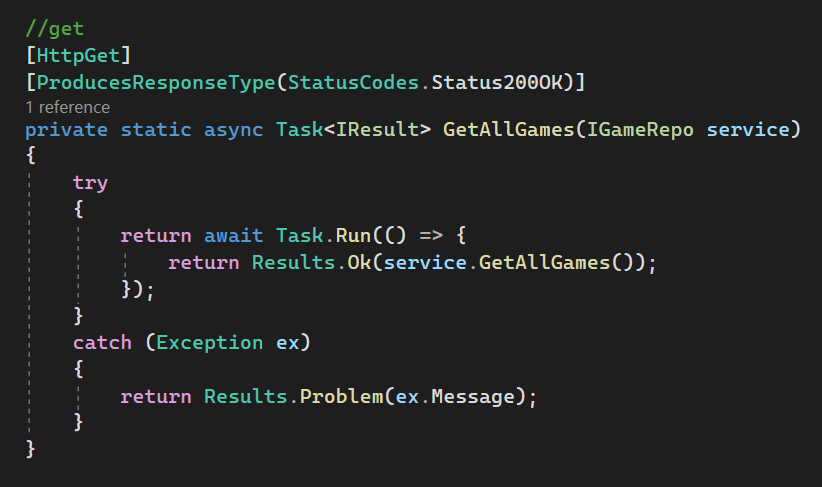 //get
[HttpGet]
[ProducesResponseType(StatusCodes.Status200OK)]
1 reference
private static async Task<IResult> GetAllGames(IGameRepo service)
{
    try
    {
        return await Task.Run(() => {
            return Results.Ok(service.GetAllGames());
        });
    }
    catch (Exception ex)
    {
        return Results.Problem(ex.Message);
    }
}